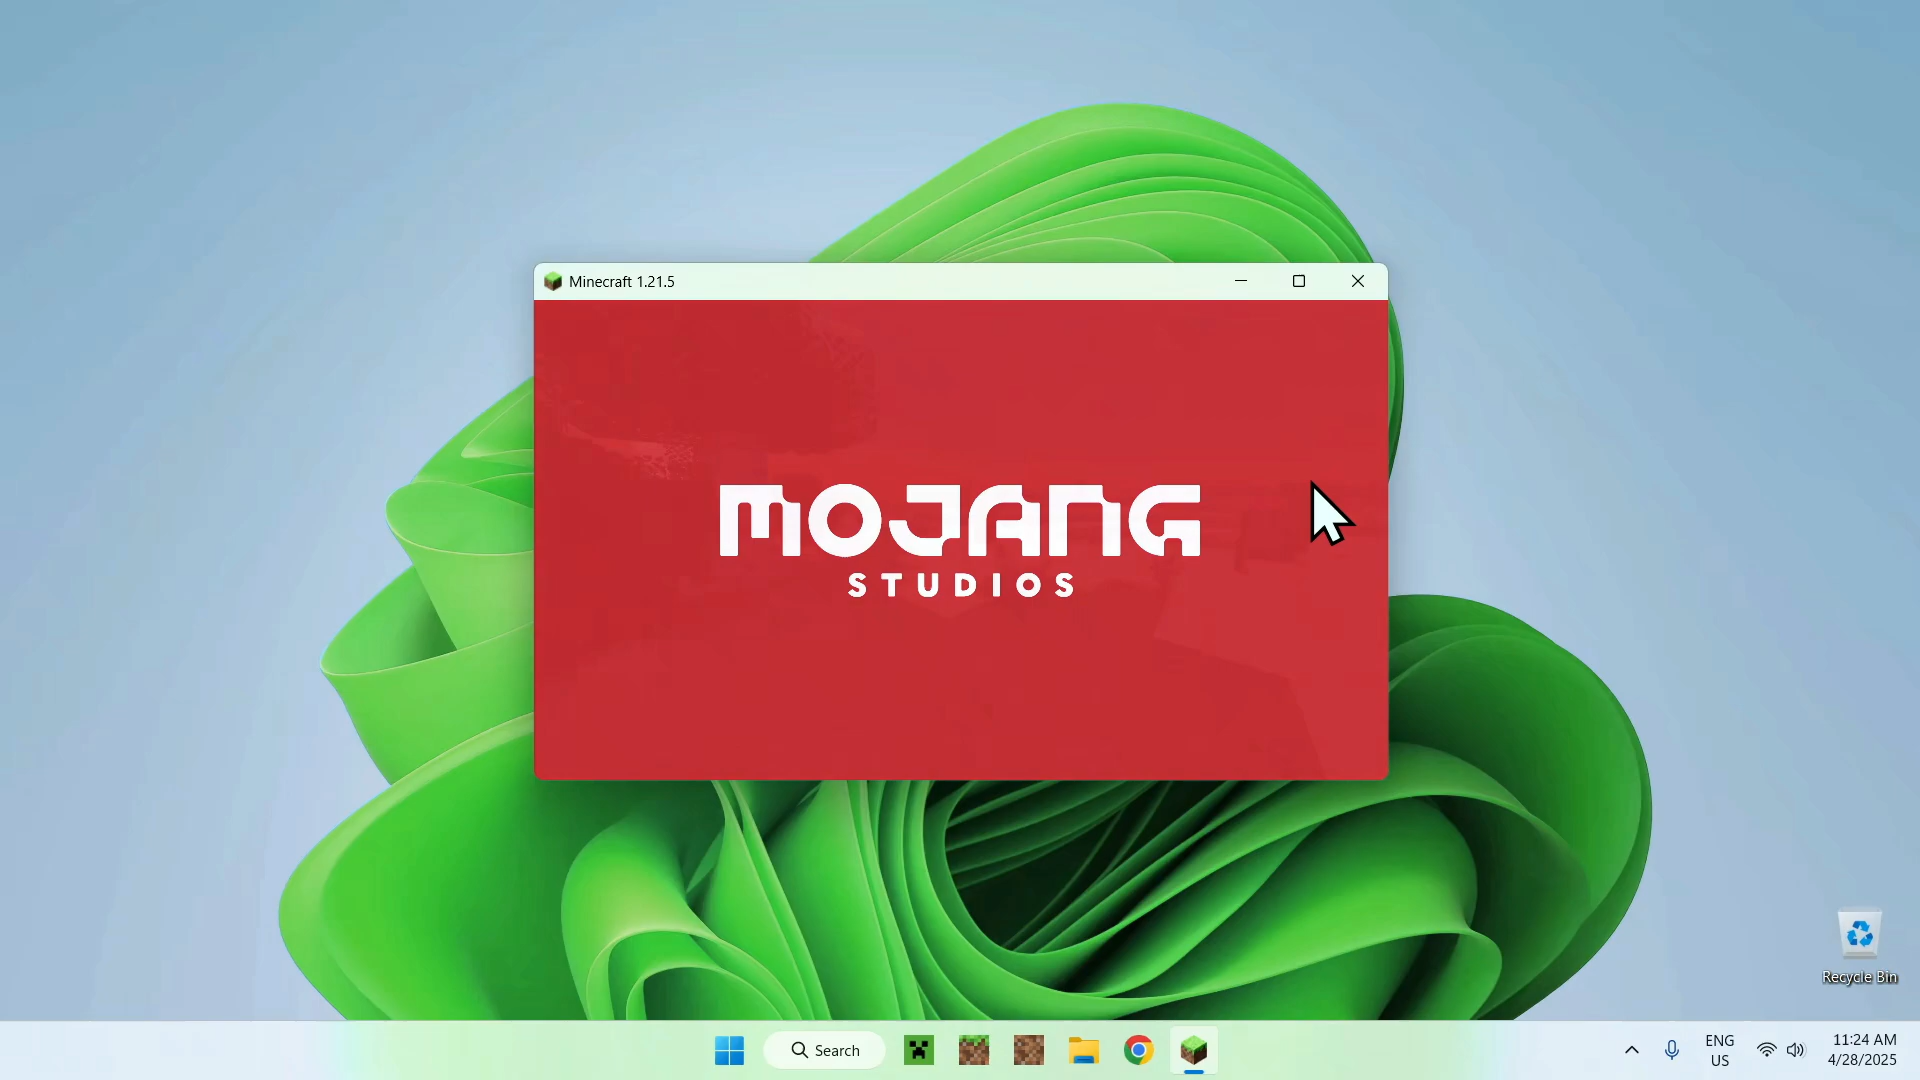 Minecraft 1.21.5
MOJANG
STUDIOS
Recycle Bin
Search
ENG
US
11:24 AM
4/28/2025